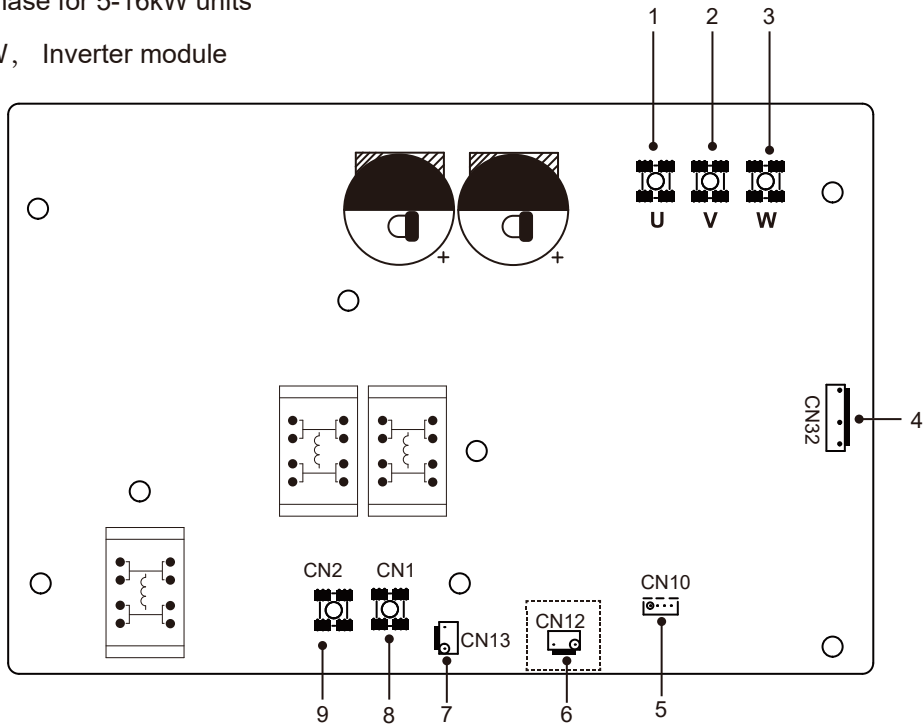 for 5-16kW units
Inverter module
1 2 3
U V W
+ +
CN32
4
CN2 CN1
CN10
CN12
CN13
9 8 7 6 5